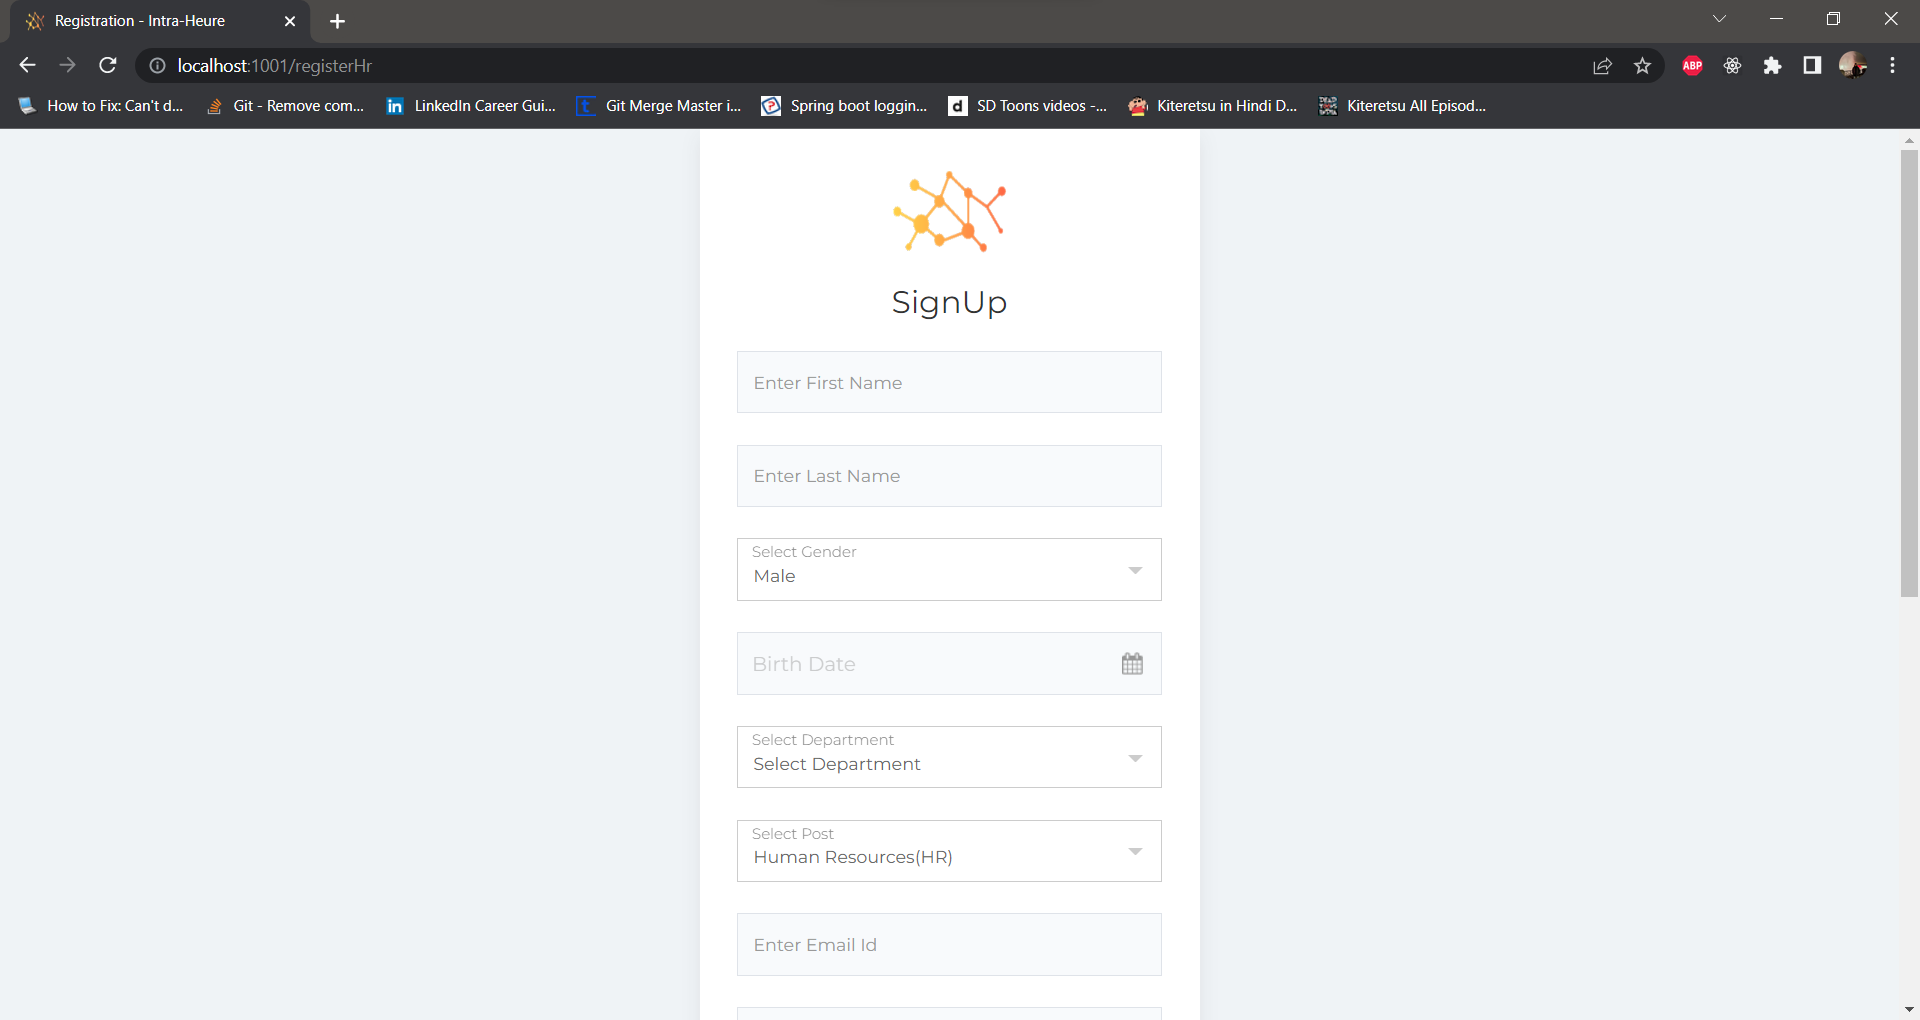 Registration - Intra-Heure
localhost:1001/registerHr
ABP
How to Fix: Can't d...
Git - Remove com...
in
LinkedIn Career Gui...
t
Git Merge Master i...
?
Spring boot loggin...
d
SD Toons videos -...
Kiteretsu in Hindi D...
Kiteretsu All Episod...
SignUp
Enter First Name
Enter Last Name
Select Gender
Male
Birth Date
Select Department
Select Department
Select Post
Human Resources(HR)
Enter Email Id